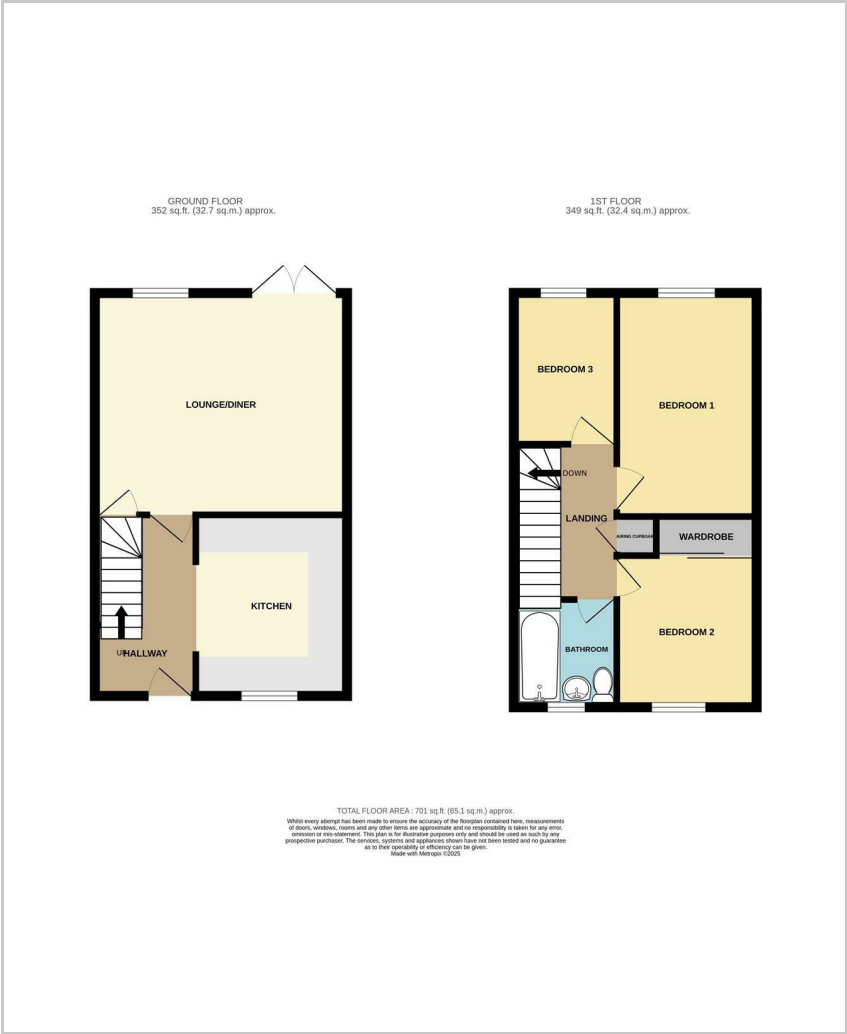 GROUND FLOOR
352 sq.ft. (32.7 sq.m.) approx.
1ST FLOOR
349 sq.ft. (32.4 sq.m.) approx.
LOUNGE/DINER
KITCHEN
UP
HALLWAY
BEDROOM 3
BEDROOM 1
DOWN
LANDING
AIRING CUPBOARD
WARDROBE
BEDROOM 2
BATHROOM
TOTAL FLOOR AREA : 701 sq.ft. (65.1 sq.m.) approx.
Whilst every attempt has been made to ensure the accuracy of the floorplan contained here, measurements
of doors, windows, rooms and any other items are approximate and no responsibility is taken for any error,
omission or mis-statement. This plan is for illustrative purposes only and should be used as such by any
prospective purchaser. The services, systems and appliances shown have not been tested and no guarantee
as to their operability or efficiency can be given.
Made with Metropix ©2025